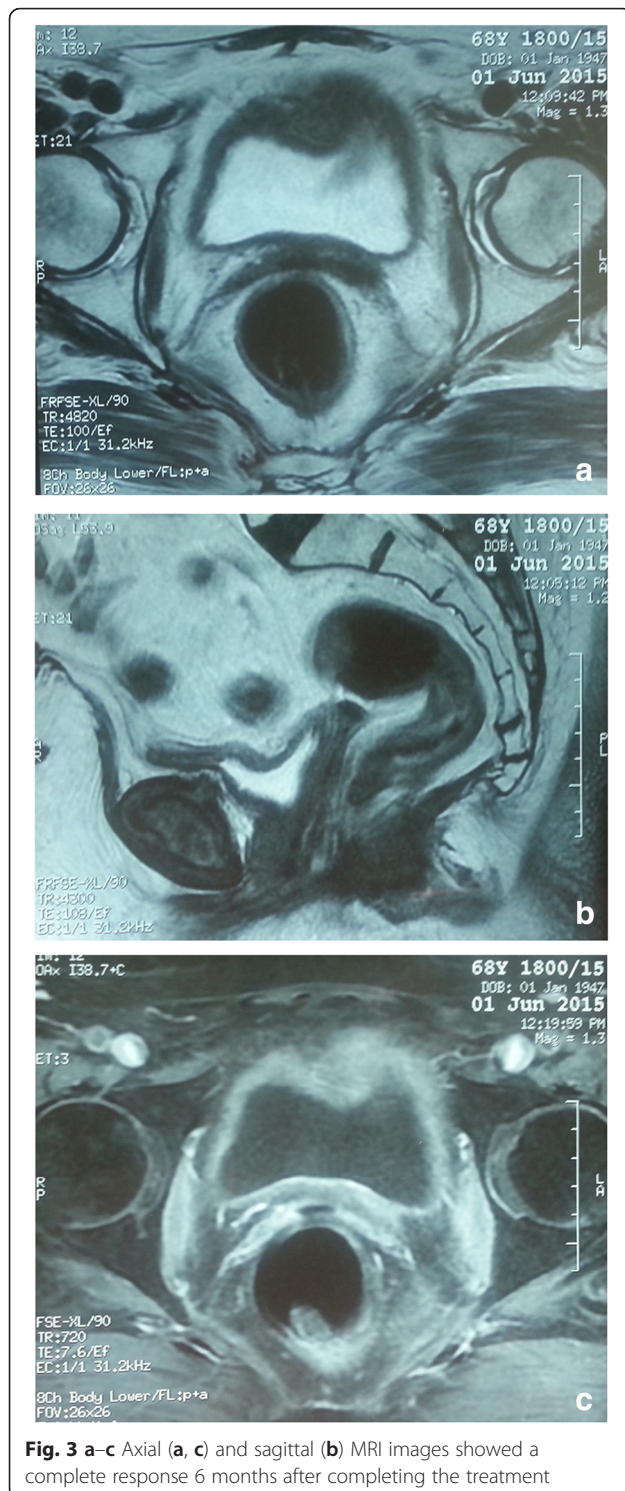 m: 12
Ax I38.7
68Y 1800/15
DOB: 01 Jan 1947
01 Jun 2015
12:09:42 PM
Mag = 1.3
ET:21
R
P
L
A
FRFSE-XL/90
TR:4820
TE:100/Ef
EC:1/1 31.2kHz
8Ch Body Lower/FL:p+a
FOV:26x26
a
OSag L53.9
68Y 1800/15
DOB: 01 Jan 1947
01 Jun 2015
12:05:12 PM
Mag = 1.2
ET:21
P
L
FRFSE-XL/90
TR:4300
TE:108/Ef
EC:1/1 31.2kHz
b
m: 12
OAx I38.7+C
68Y 1800/15
DOB: 01 Jan 1947
01 Jun 2015
12:19:59 PM
Mag = 1.3
ET:3
R
P
L
A
FSE-XL/90
TR:720
TE:7.6/Ef
EC:1/1 31.2kHz
8Ch Body Lower/FL:p+a
c
Fig. 3 a–c Axial (a, c) and sagittal (b) MRI images showed a
complete response 6 months after completing the treatment